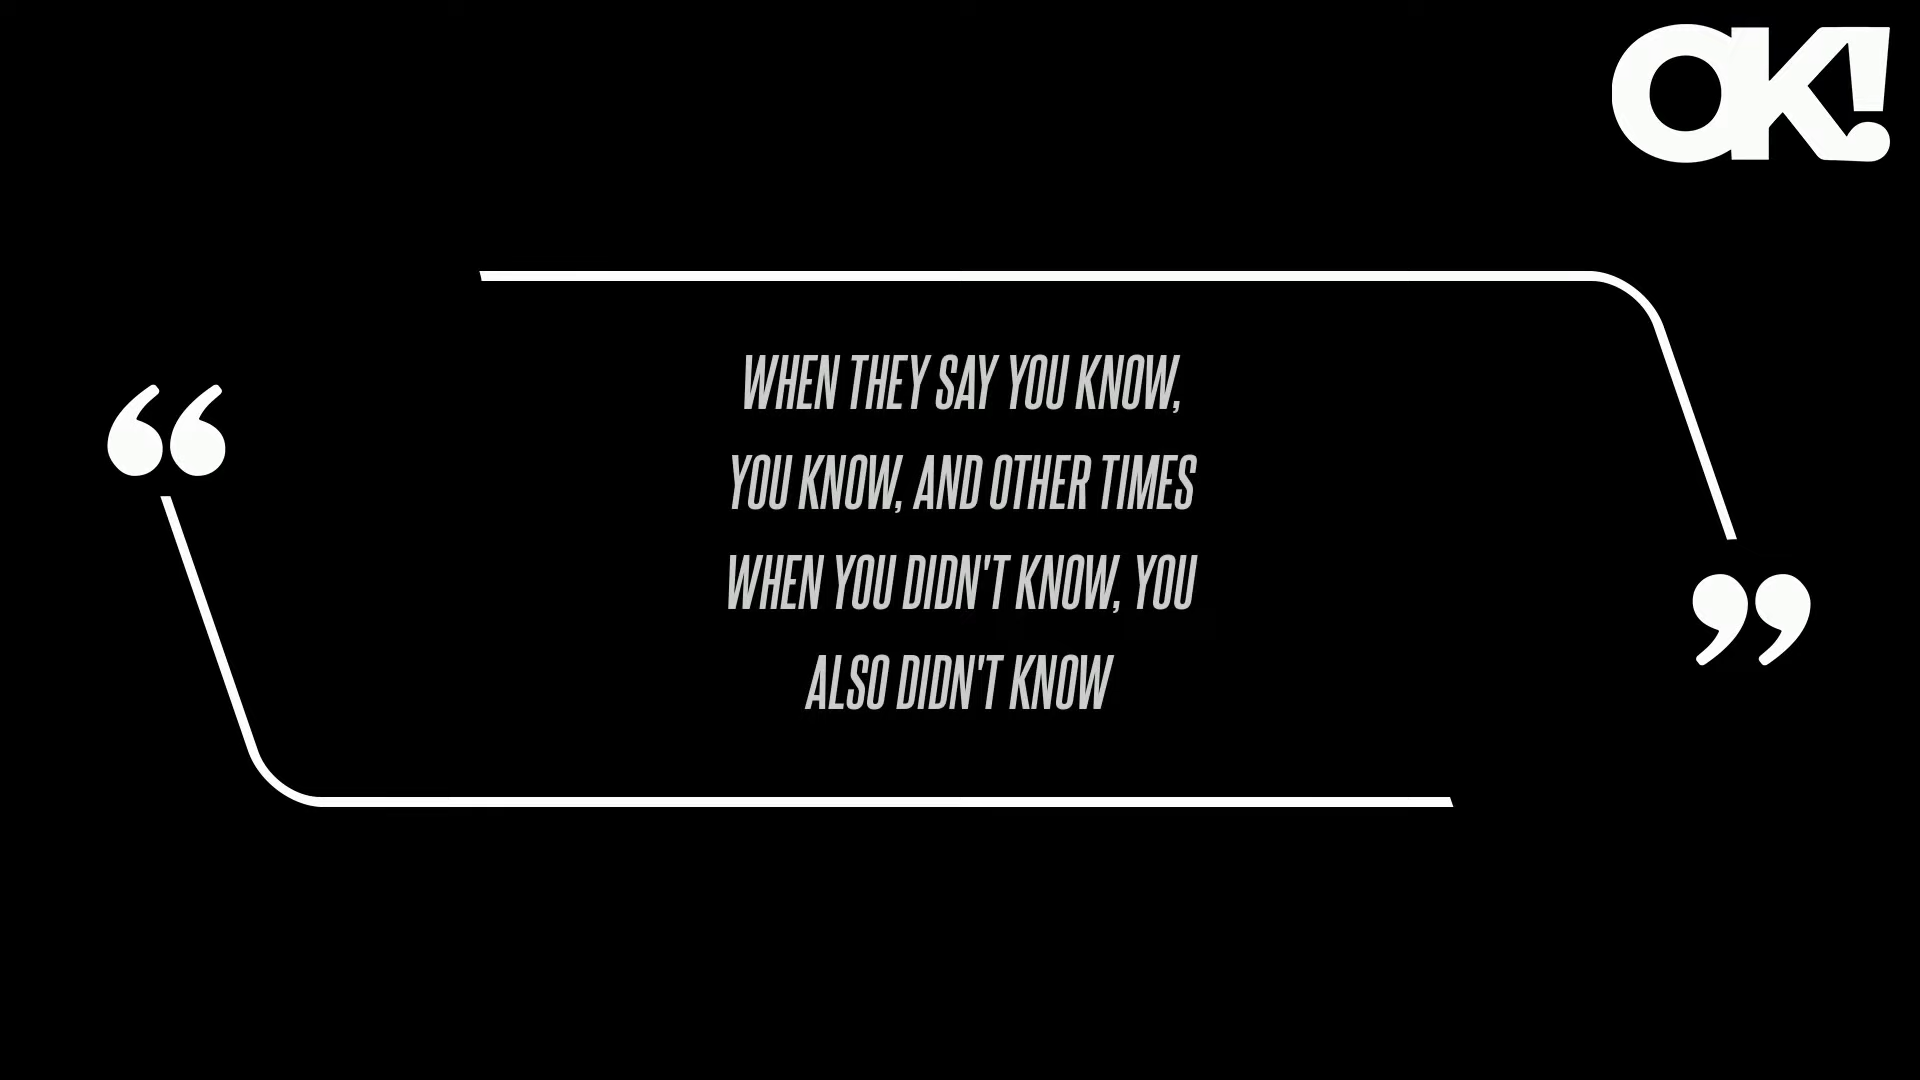 OK!
“
WHEN THEY SAY YOU KNOW,
YOU KNOW, AND OTHER TIMES
WHEN YOU DIDN'T KNOW, YOU
ALSO DIDN'T KNOW
”